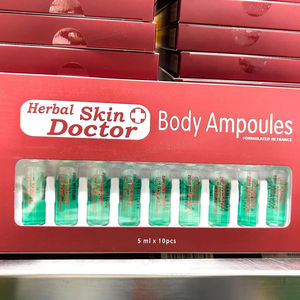 Herbal Skin
Doctor
Body Ampoules
FORMULATED IN FRANCE
5 ml x 10pcs